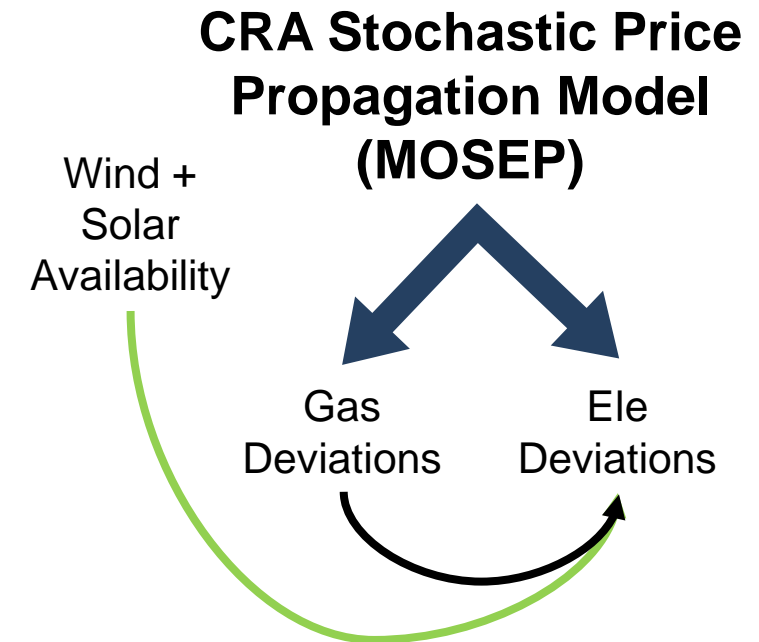 CRA Stochastic Price
Propagation Model
(MOSEP)
Wind +
Solar
Availability
Gas
Deviations
Ele
Deviations